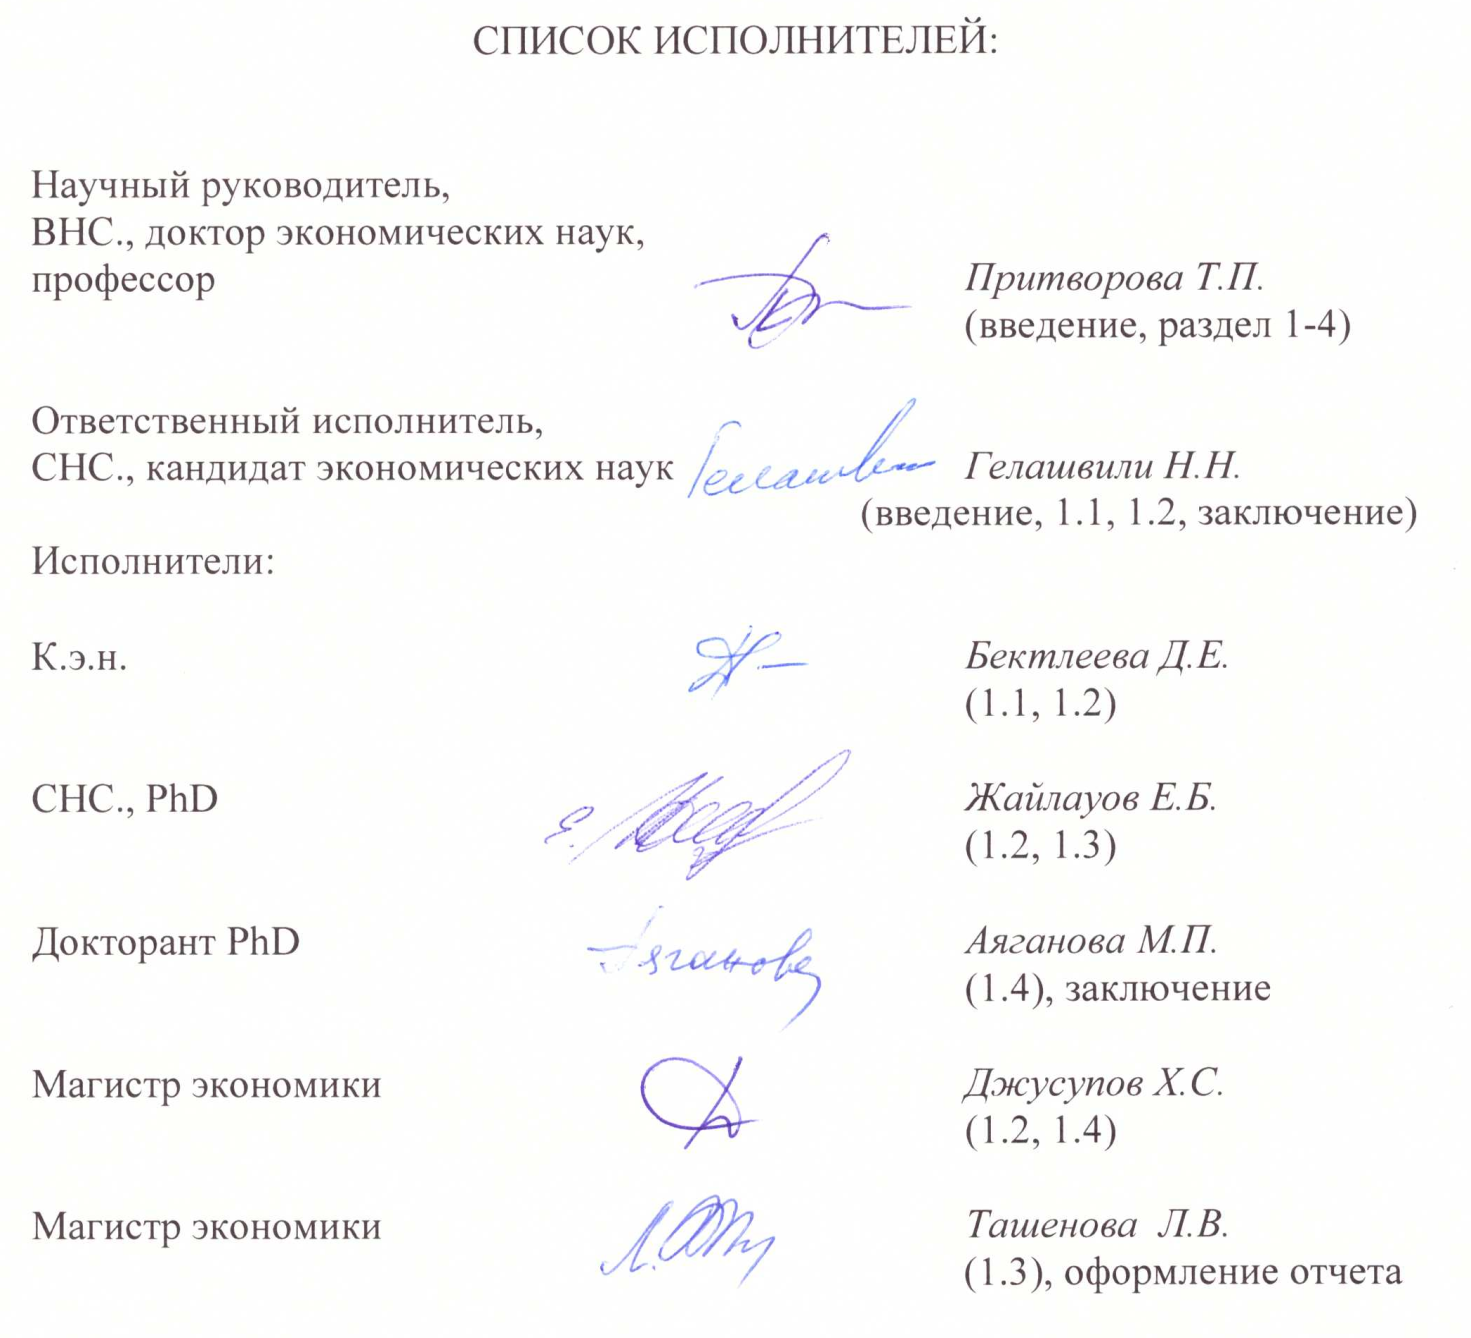 СПИСОК ИСПОЛНИТЕЛЕЙ:
Научный руководитель,
ВНС., доктор экономических наук,
профессор Притворова Т.П.
(введение, раздел 1-4)
Ответственный исполнитель,
СНС., кандидат экономических наук Гелашвили Гелашвили Н.Н.
(введение, 1.1, 1.2, заключение)
Исполнители:
К.э.н. Бектлеева Д.Е.
(1.1, 1.2)
СНС., PhD Жайлауов Е.Б.
(1.2, 1.3)
Докторант PhD Аяганова Аяганова М.П.
(1.4), заключение
Магистр экономики Джусупов Х.С.
(1.2, 1.4)
Магистр экономики Ташенова Л.В.
(1.3), оформление отчета